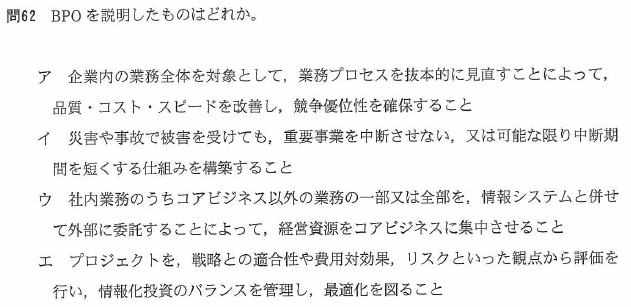 問62 BPOを説明したものはどれか。
ア 企業内の業務全体を対象として，業務プロセスを抜本的に見直すことによって，
品質・コスト・スピードを改善し，競争優位性を確保すること
イ 災害や事故で被害を受けても，重要事業を中断させない，又は可能な限り中断期
間を短くする仕組みを構築すること
ウ 社内業務のうちコアビジネス以外の業務の一部又は全部を，情報システムと併せ
て外部に委託することによって，経営資源をコアビジネスに集中させること
エ プロジェクトを，戦略との適合性や費用対効果，リスクといった観点から評価を
行い，情報化投資のバランスを管理し，最適化を図ること